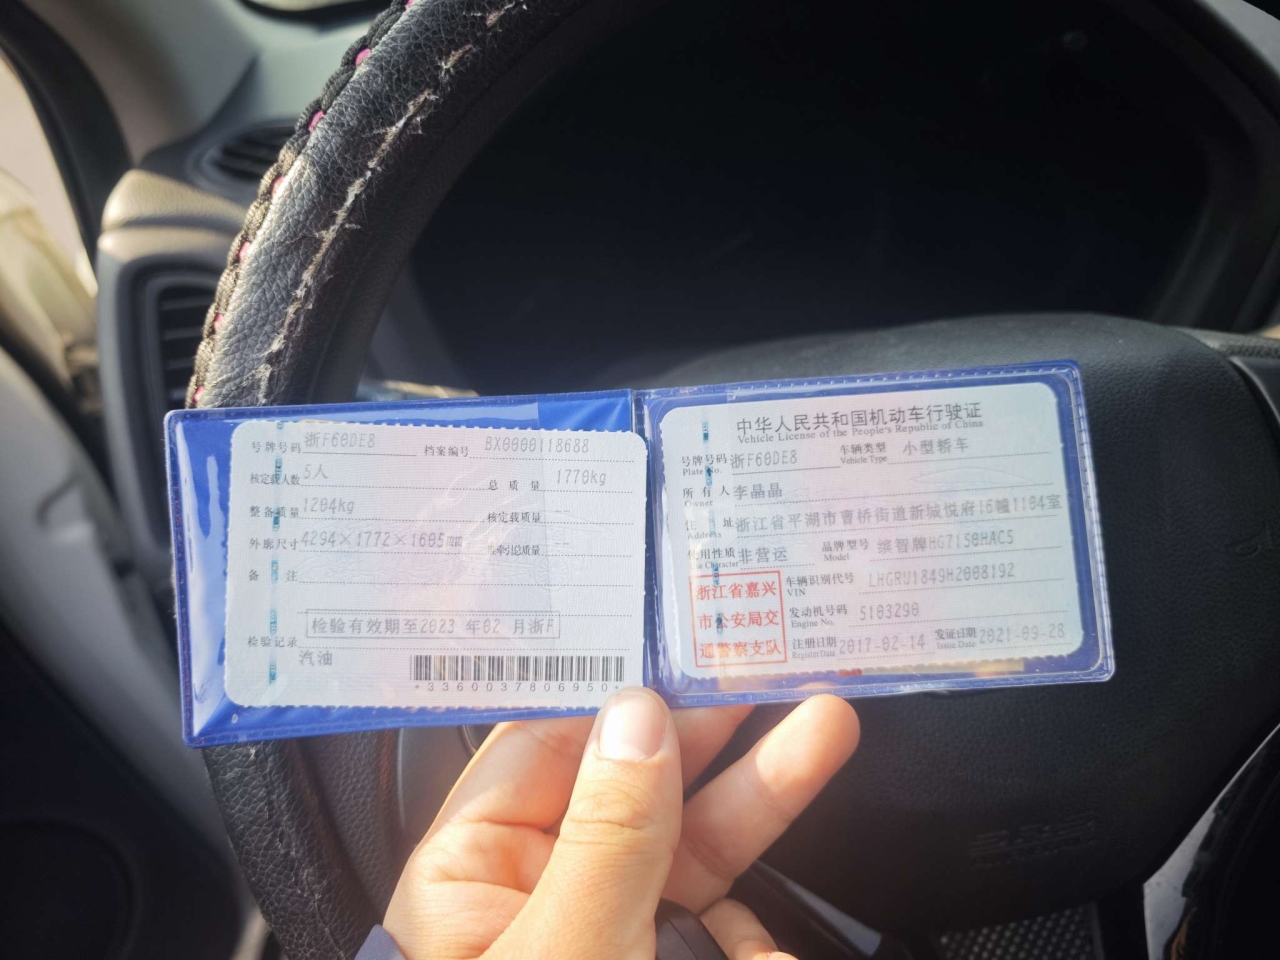 号牌号码 浙F60DE8 档案编号 BX0000118688
核定载人数 5人 总质量 1770kg
整备质量 1204kg 核定载质量 --
外廓尺寸 4294×1772×1605mm 准牵引总质量 --
备注
检验有效期至2023 年02 月浙F
检验记录
汽油
*3360037806950*
中华人民共和国机动车行驶证
Vehicle License of the People's Republic of China
号牌号码 浙F60DE8 车辆类型 小型轿车
Plate No. Vehicle Type
所有人 李晶晶
Owner
住址 浙江省平湖市曹桥街道新城悦府16幢1104室
Address
使用性质 非营运 品牌型号 缤智牌HG7150HAC5
Use Character Model
浙江省嘉兴
市公安局交
通警察支队
车辆识别代号 LHGRU1849H2008192
VIN
发动机号码 5103290
Engine No.
注册日期 2017-02-14 发证日期 2021-09-28
Register Date Issue Date